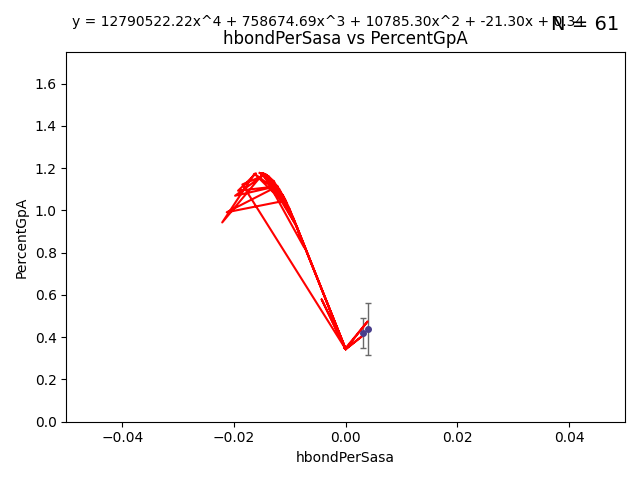 y = 12790522.22x^4 + 758674.69x^3 + 10785.30x^2 + -21.30x + 0.34
N = 61
hbondPerSasa vs PercentGpA
1.6
1.4
1.2
1.0
0.8
0.6
0.4
0.2
0.0
PercentGpA
−0.04 −0.02 0.00 0.02 0.04
hbondPerSasa